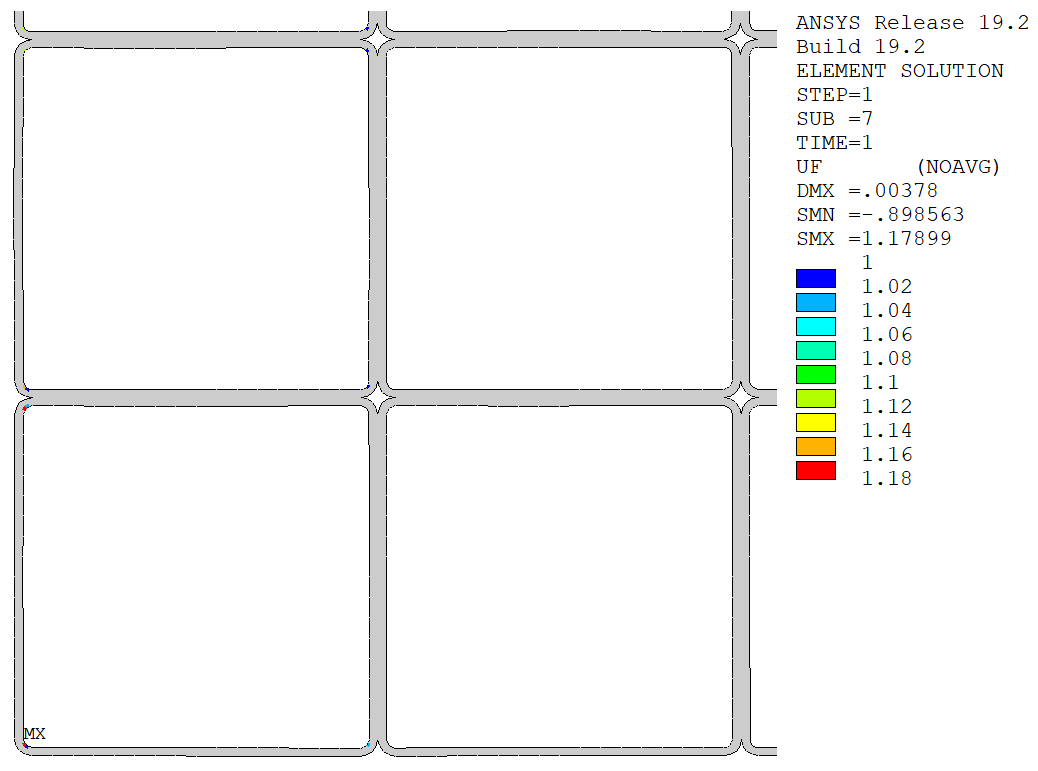 ANSYS Release 19.2
Build 19.2
ELEMENT SOLUTION
STEP=1
SUB =7
TIME=1
UF (NOAVG)
DMX =.00378
SMN =-.898563
SMX =1.17899
1
1.02
1.04
1.06
1.08
1.1
1.12
1.14
1.16
1.18
MX